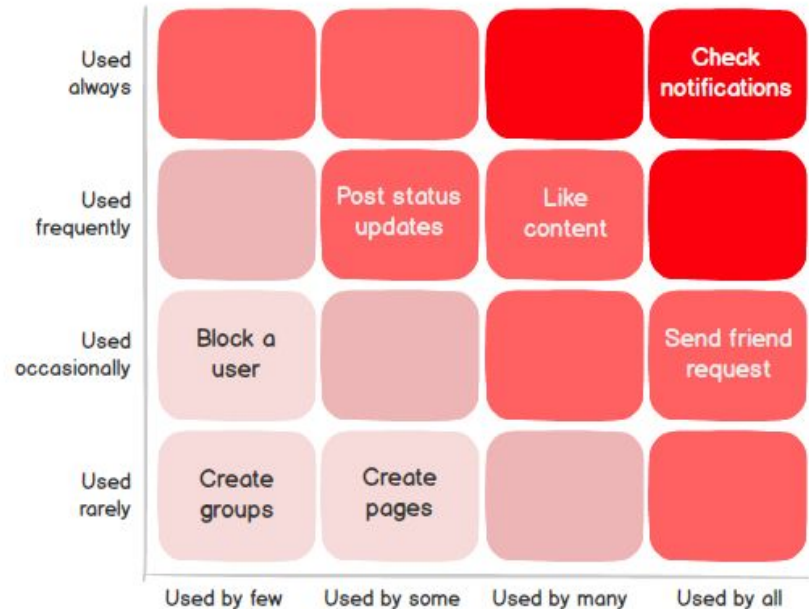 Used
always
Check
notifications
Used
frequently
Post status
updates
Like
content
Used
occasionally
Block a
user
Send friend
request
Used
rarely
Create
groups
Create
pages
Used by few
Used by some
Used by many
Used by all